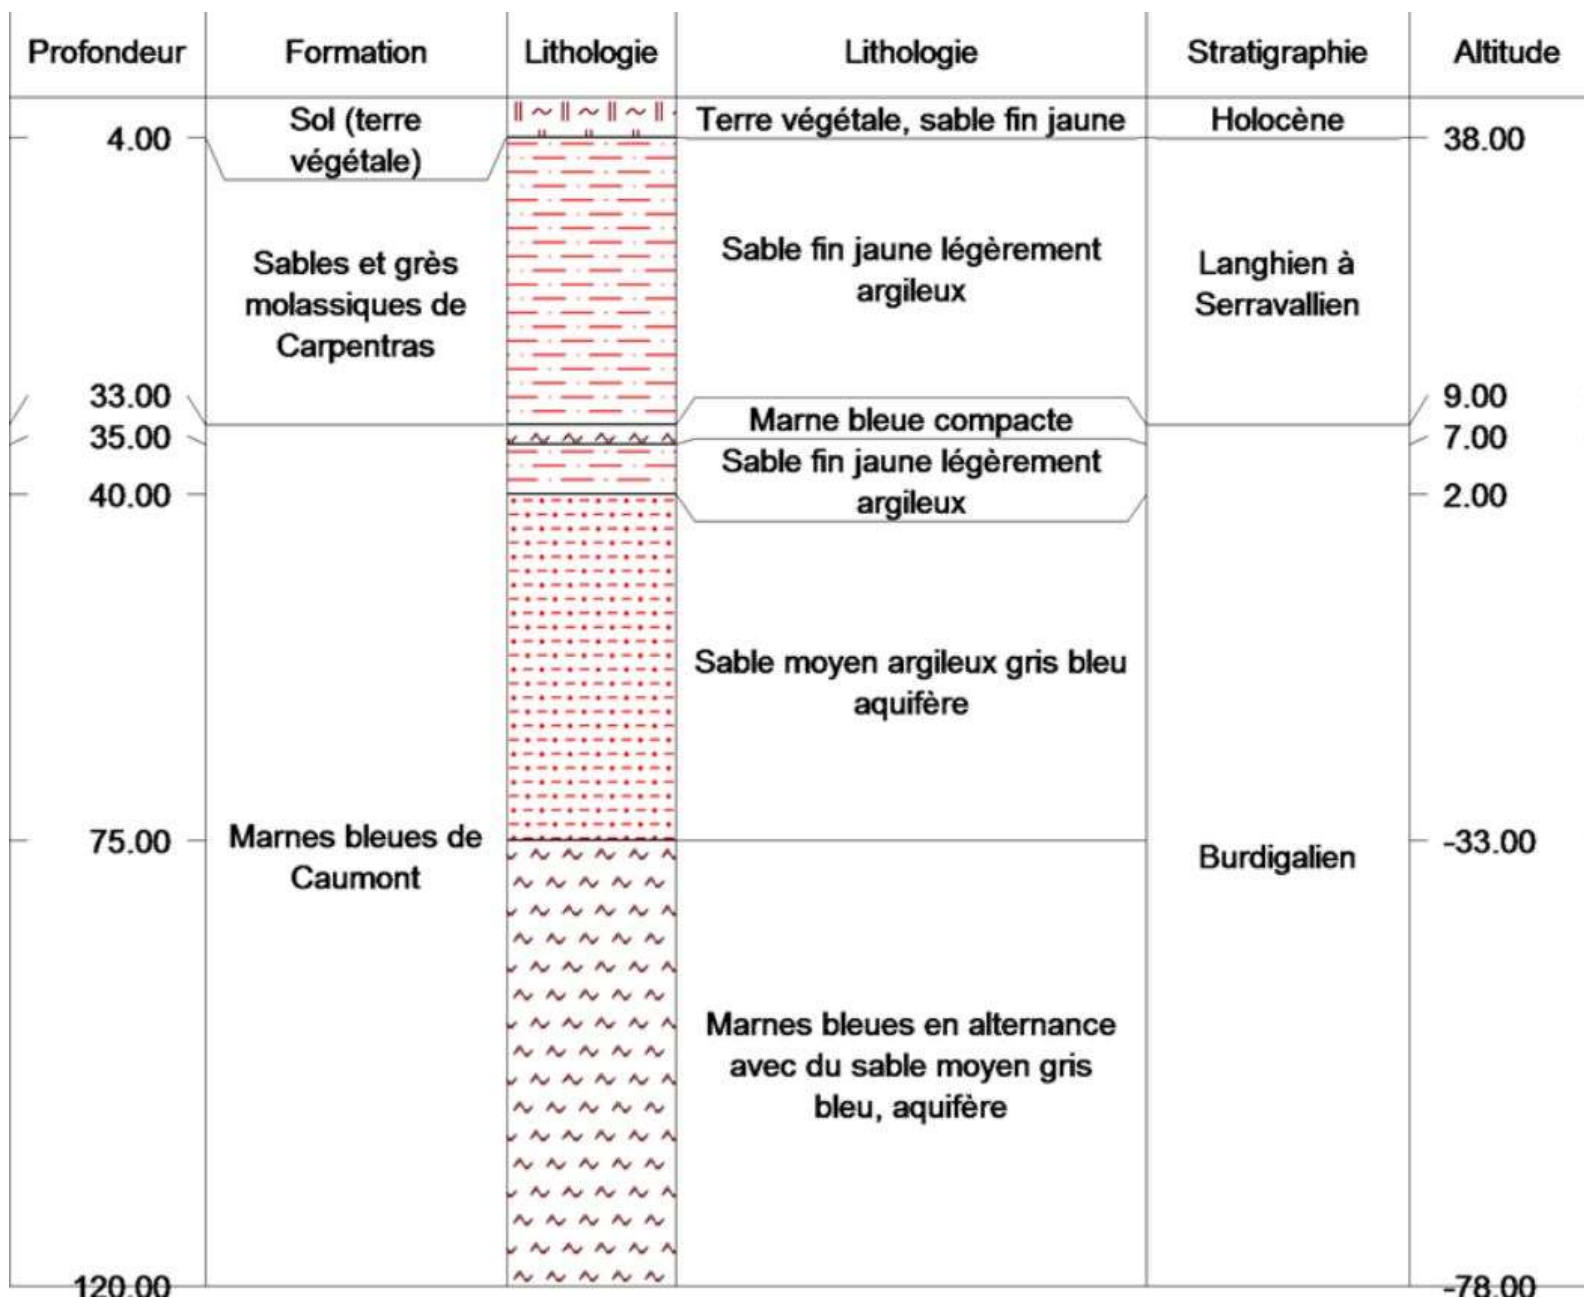 Profondeur Formation Lithologie Lithologie Stratigraphie Altitude
Sol (terre
végétale)
Terre végétale, sable fin jaune
Holocène
4.00
38.00
Sables et grès
molassiques de
Carpentras
Sable fin jaune légèrement
argileux
Langhien à
Serravallien
33.00
9.00
Marne bleue compacte
35.00
7.00
Sable fin jaune légèrement
argileux
40.00
2.00
Sable moyen argileux gris bleu
aquifère
75.00
-33.00
Marnes bleues de
Caumont
Burdigalien
Marnes bleues en alternance
avec du sable moyen gris
bleu, aquifère
120.00
-78.00